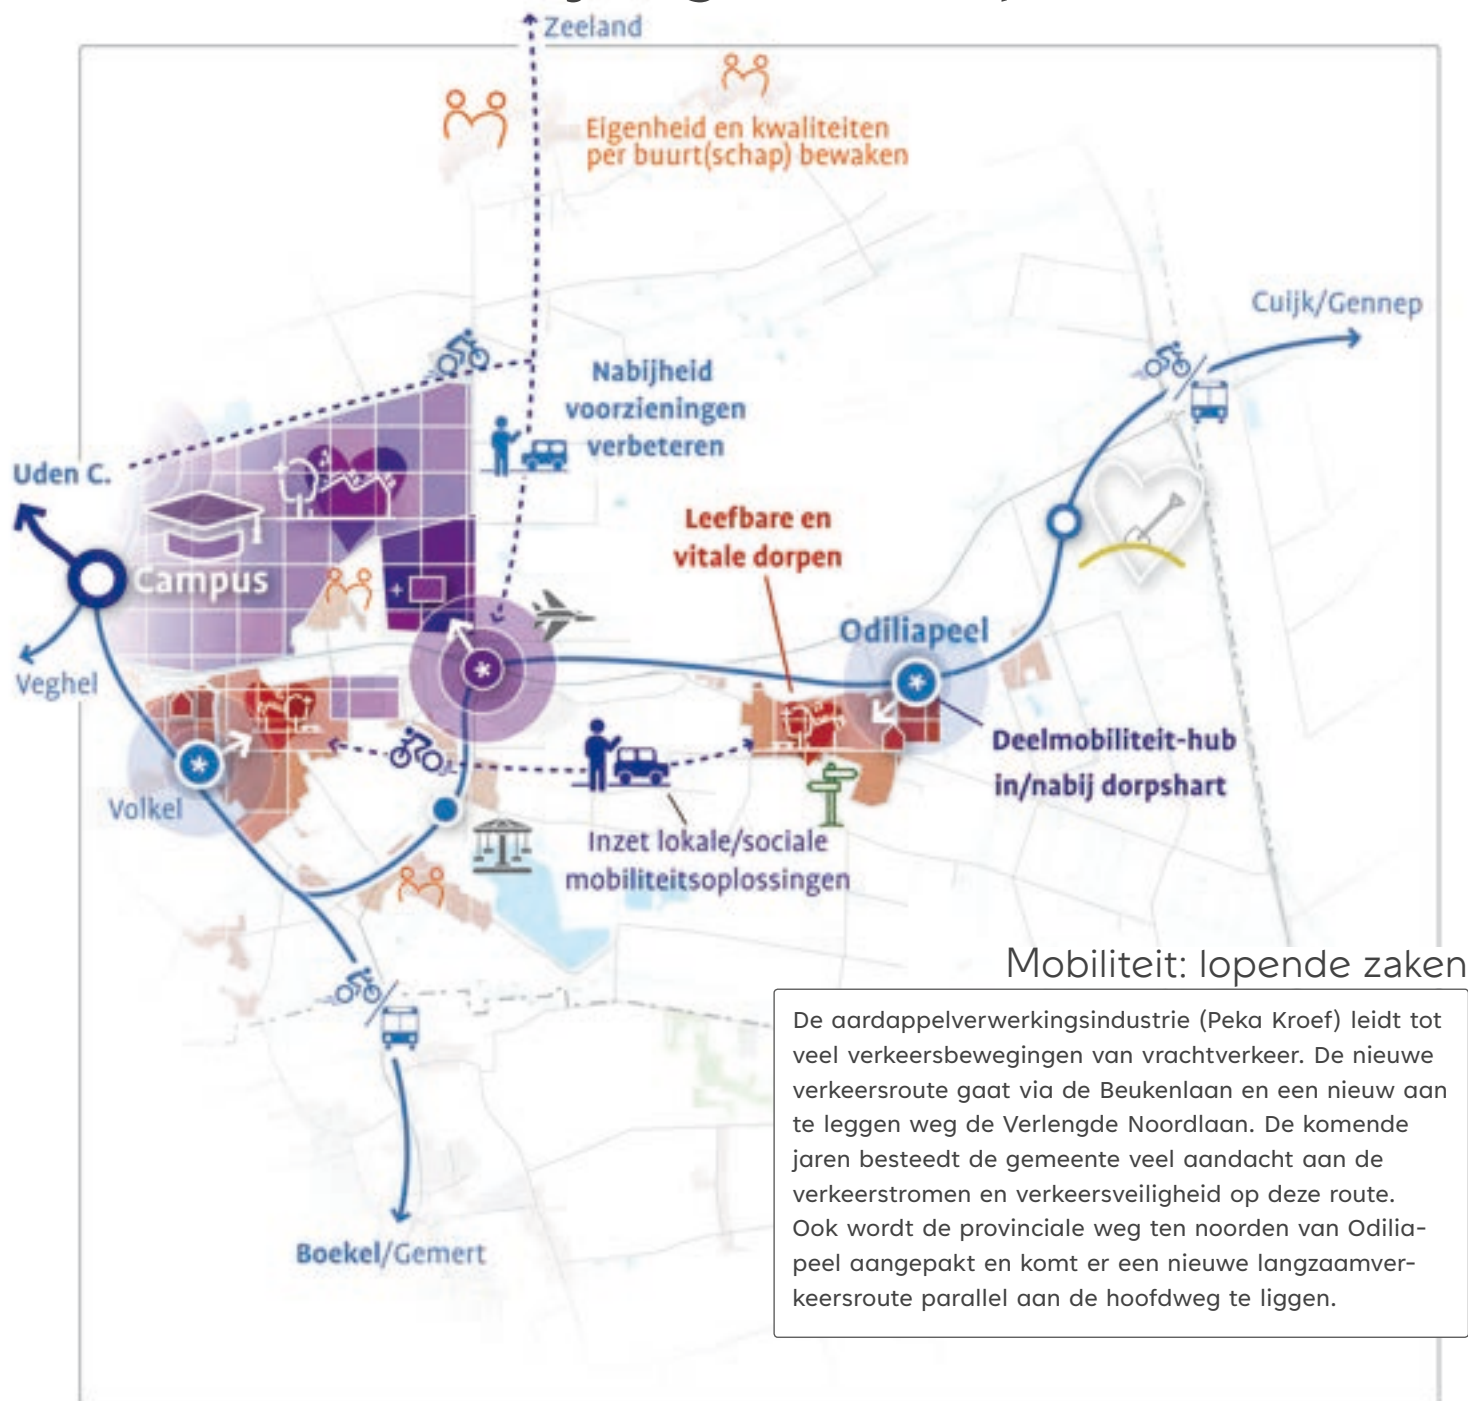 Zeeland
Eigenheid en kwaliteiten
per buurt(schap) bewaken
Cuijk/Gennep
Nabijheid
voorzieningen
verbeteren
Uden C.
Leefbare en
vitale dorpen
Campus
Odiliapeel
Veghel
Deelmobiliteit-hub
in/nabij dorpshart
Volkel
Inzet lokale/sociale
mobiliteitsoplossingen
Mobiliteit: lopende zaken
De aardappelverwerkingsindustrie (Peka Kroef) leidt tot
veel verkeersbewegingen van vrachtverkeer. De nieuwe
verkeersroute gaat via de Beukenlaan en een nieuw aan
te leggen weg de Verlengde Noordlaan. De komende
jaren besteedt de gemeente veel aandacht aan de
verkeerstromen en verkeersveiligheid op deze route.
Ook wordt de provinciale weg ten noorden van Odilia-
peel aangepakt en komt er een nieuwe langzaamver-
keersroute parallel aan de hoofdweg te liggen.
Boekel/Gemert